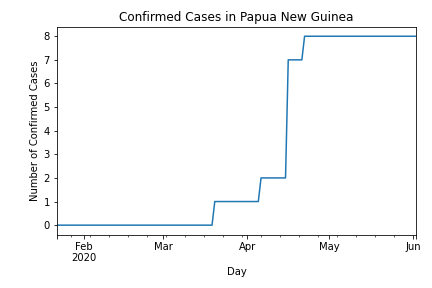 Confirmed Cases in Papua New Guinea
Number of Confirmed Cases
8
7
6
5
4
3
2
1
0
Feb Mar Apr May Jun
2020
Day